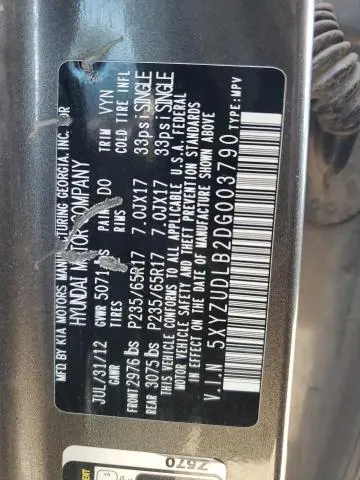 MFD. BY KIA MOTORS MANUFACTURING GEORGIA, INC. FOR
HYUNDAI MOTOR COMPANY
JUL/31/12 GWR 5071 lbs PAINT DO TRIM VYN
GAWR TIRES RIMS COLD TIRE INFL
FRONT 2976 lbs P235/65R17 7.0JX17 33psi SINGLE
REAR 3075 lbs P235/65R17 7.0JX17 33psi SINGLE
THIS VEHICLE CONFORMS TO ALL APPLICABLE U.S.A. FEDERAL
MOTOR VEHICLE SAFETY AND THEFT PREVENTION STANDARDS
IN EFFECT ON THE DATE OF MANUFACTURE SHOWN ABOVE.
V.I.N 5XYZUDLB2DG003790 TYPE: MPV
Z670